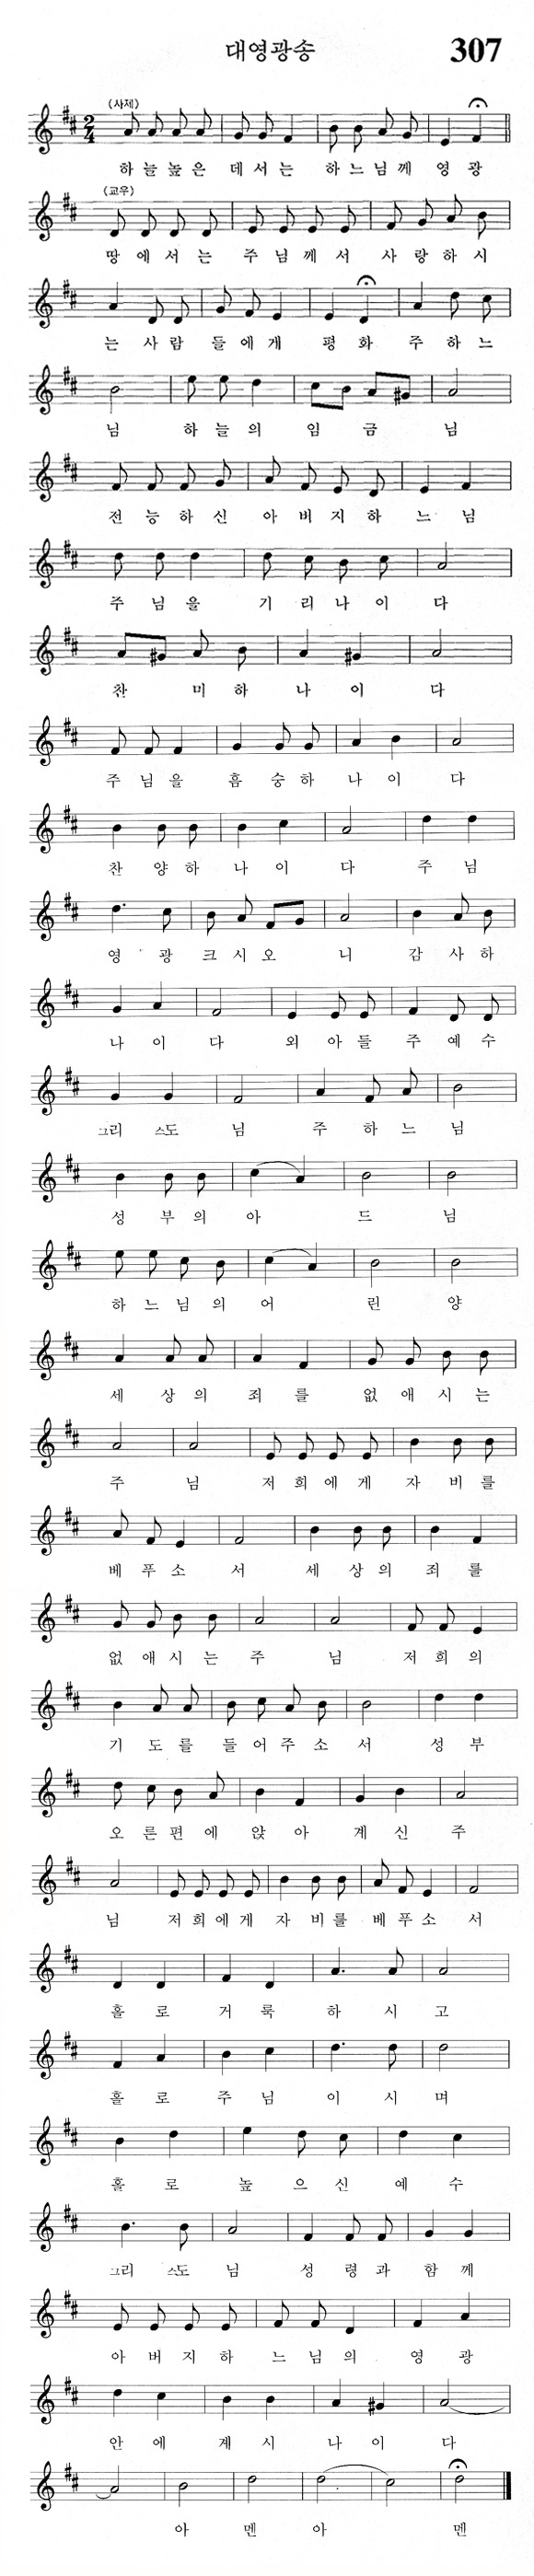 대영광송 307
(사제)
하 늘 높 은 데 서 는 하 느 님 께 영 광
(교우)
땅 에 서 는 주 님 께 서 사 랑 하 시
는 사 람 들 에 게 평 화 주 하 느
님 하 늘 의 임 금 님
전 능 하 신 아 버 지 하 느 님
주 님 을 기 리 나 이 다
찬 미 하 나 이 다
주 님 을 흠 숭 하 나 이 다
찬 양 하 나 이 다 주 님
영 광 크 시 오 니 감 사 하
나 이 다 외 아 들 주 예 수
그리 스도 님 주 하 느 님
성 부 의 아 드 님
하 느 님 의 어 린 양
세 상 의 죄 를 없 애 시 는
주 님 저 희 에 게 자 비 를
베 푸 소 서 세 상 의 죄 를
없 애 시 는 주 님 저 희 의
기 도 를 들 어 주 소 서 성 부
오 른 편 에 앉 아 계 신 주
님 저 희 에 게 자 비 를 베 푸 소 서
홀 로 거 룩 하 시 고
홀 로 주 님 이 시 며
홀 로 높 으 신 예 수
그리 스도 님 성 령 과 함 께
아 버 지 하 느 님 의 영 광
안 에 계 시 나 이 다
아 멘 아 멘